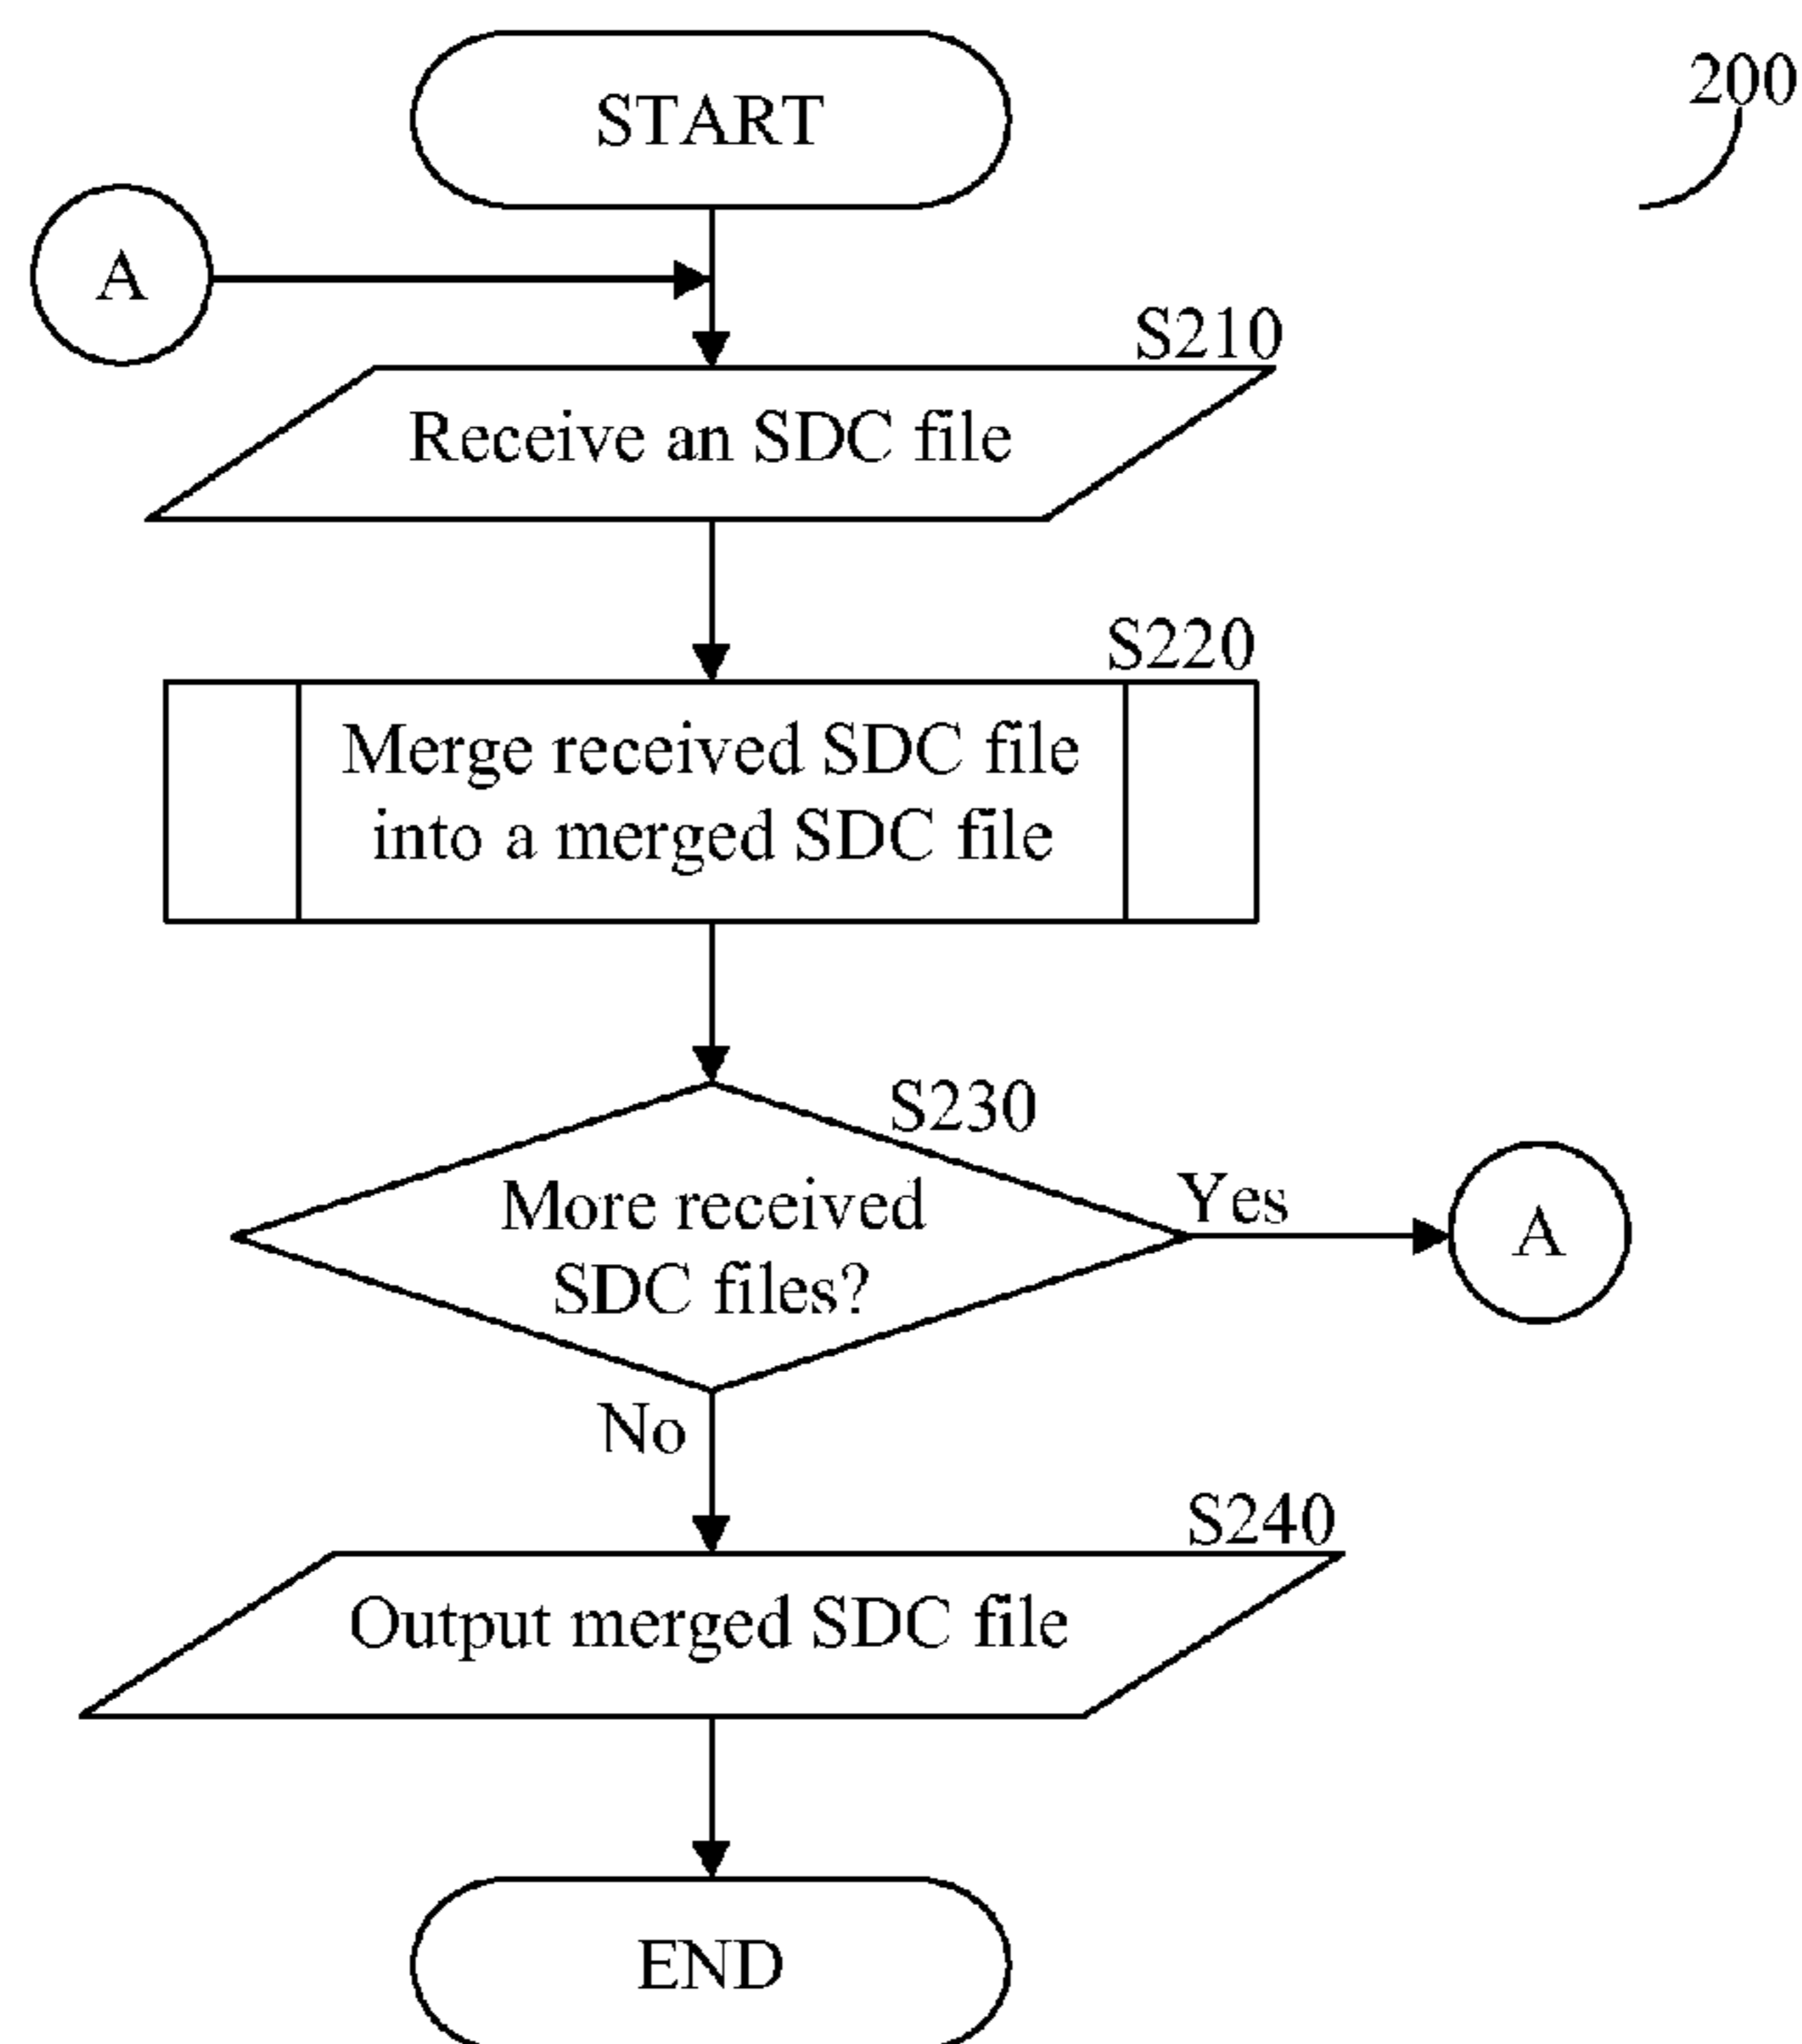 START
200
A
S210
Receive an SDC file
S220
Merge received SDC file
into a merged SDC file
S230
More received
SDC files?
Yes
A
No
S240
Output merged SDC file
END